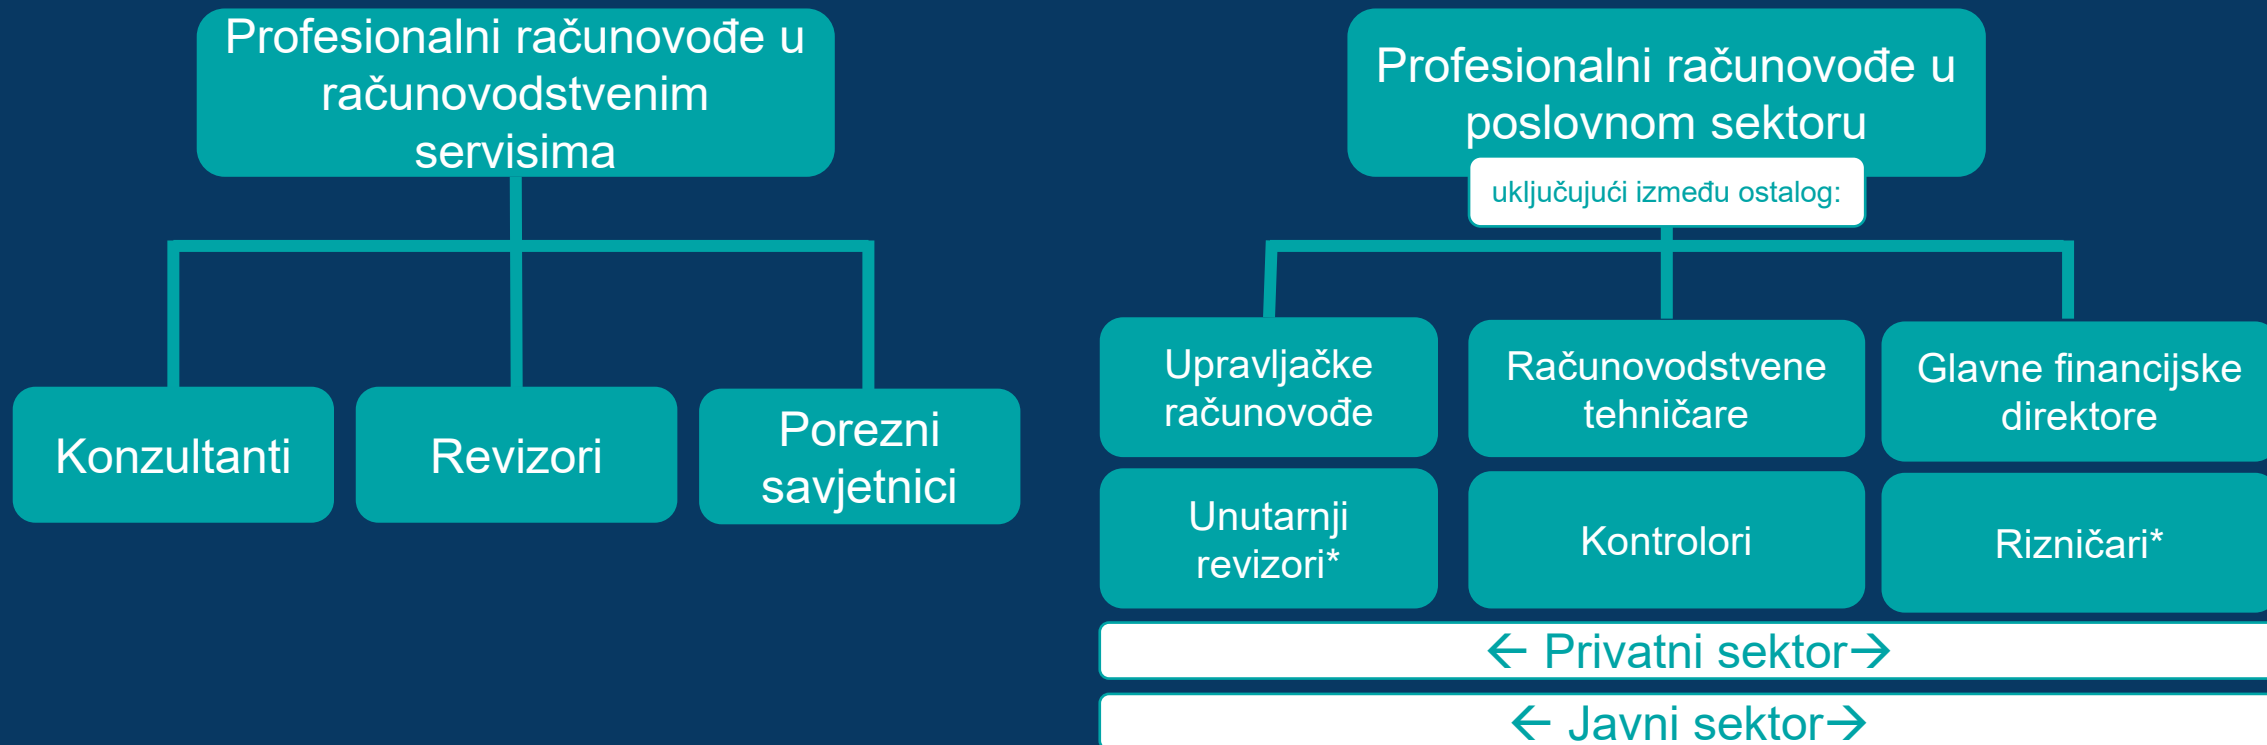 Profesionalni računovođe u
računovodstvenim
servisima
Konzultanti
Revizori
Porezni
savjetnici
Profesionalni računovođe u
poslovnom sektoru
uključujući između ostalog:
Upravljačke
računovođe
Računovodstvene
tehničare
Glavne financijske
direktore
Unutarnji
revizori*
Kontrolori
Rizničari*
← Privatni sektor→
← Javni sektor→